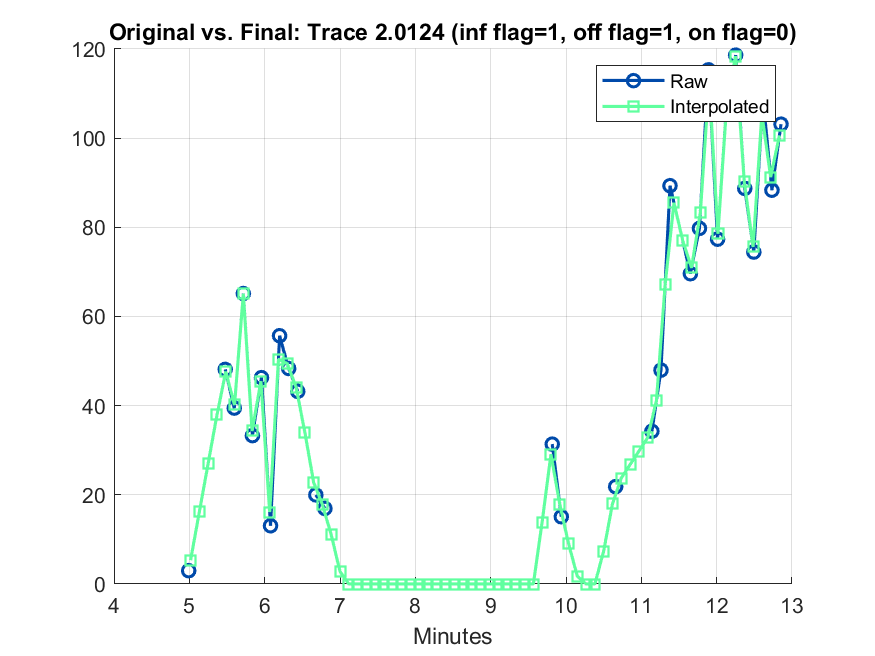 Original vs. Final: Trace 2.0124 (inf flag=1, off flag=1, on flag=0)
120
100
80
60
40
20
0
Raw
Interpolated
4 5 6 7 8 9 10 11 12 13
Minutes